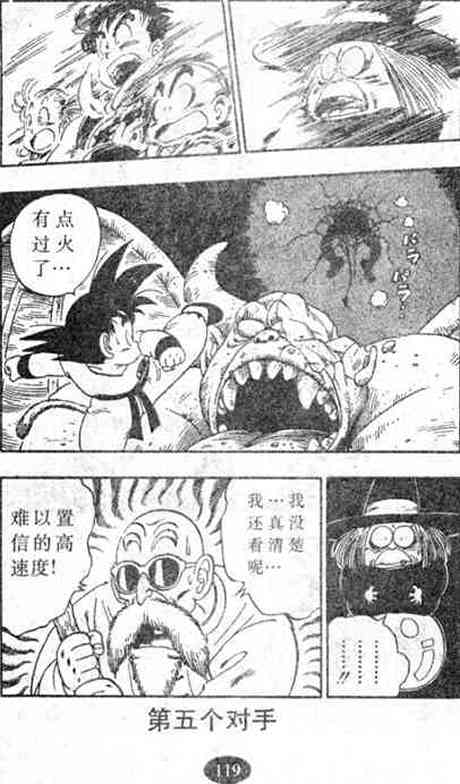 パラ
パラ…
有点
过火
了…
…………!!
我…我
还真没
看清楚
呢…
难以置
信的高
速度!
第五个对手
119